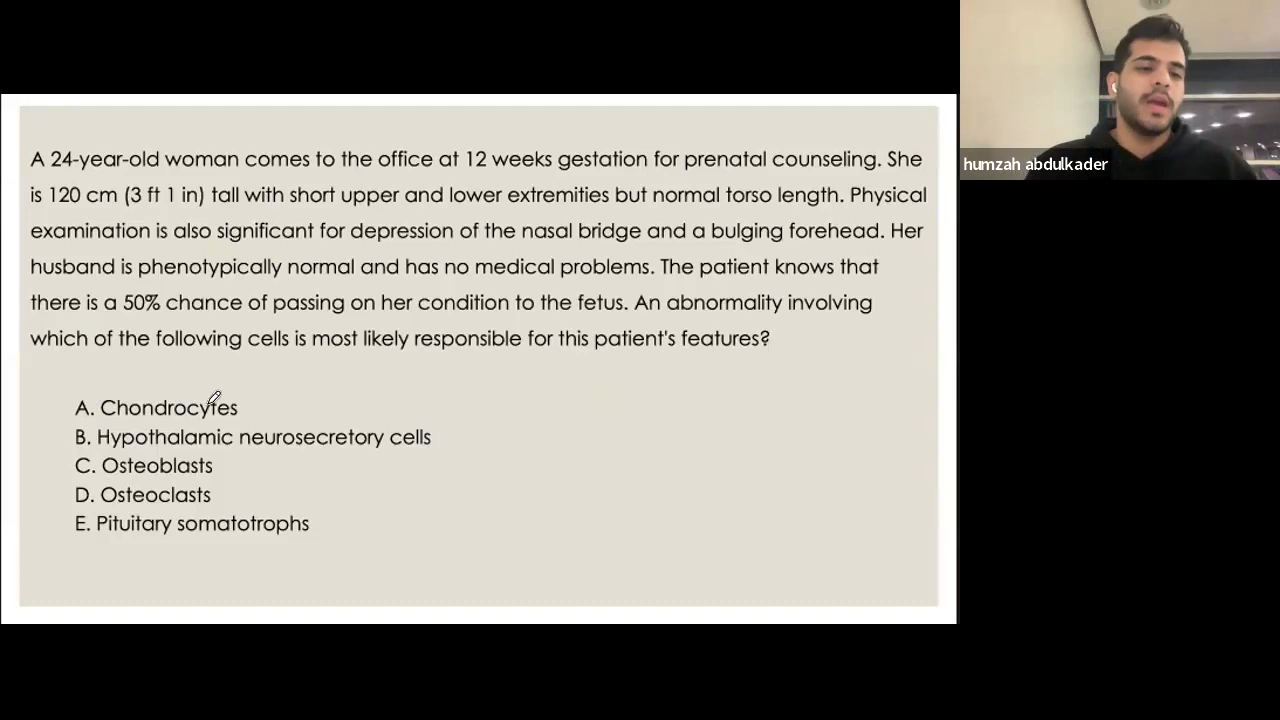 A 24-year-old woman comes to the office at 12 weeks gestation for prenatal counseling. She
is 120 cm (3 ft 1 in) tall with short upper and lower extremities but normal torso length. Physical
examination is also significant for depression of the nasal bridge and a bulging forehead. Her
husband is phenotypically normal and has no medical problems. The patient knows that
there is a 50% chance of passing on her condition to the fetus. An abnormality involving
which of the following cells is most likely responsible for this patient's features?
A. Chondrocytes
B. Hypothalamic neurosecretory cells
C. Osteoblasts
D. Osteoclasts
E. Pituitary somatotrophs
humzah abdulkader